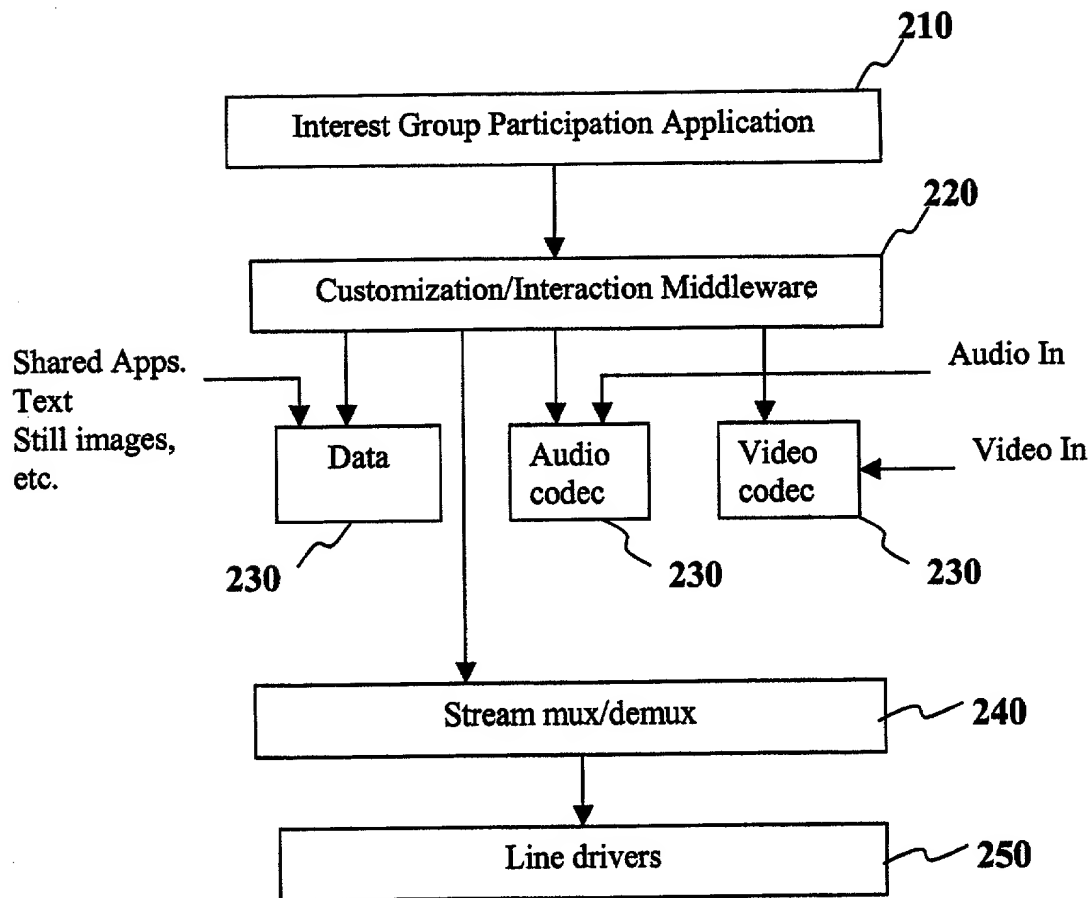 210
Interest Group Participation Application
220
Customization/Interaction Middleware
Shared Apps.
Text
Still images,
etc.
Audio In
Data
Audio
codec
Video
codec
Video In
230
230
230
Stream mux/demux
240
Line drivers
250